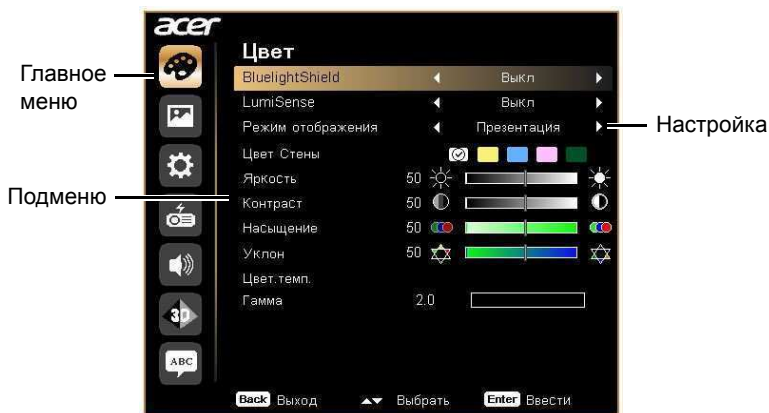 acer
Цвет
Главное
меню
BluelightShield Выкл
LumiSense Выкл
Режим отображения Презентация
Настройка
Цвет Стены
Яркость 50
Подменю
Контраст 50
Насыщение 50
Уклон 50
Цвет.темп.
Гамма 2.0
3D
ABC
Back Выход Выбрать Enter Ввести